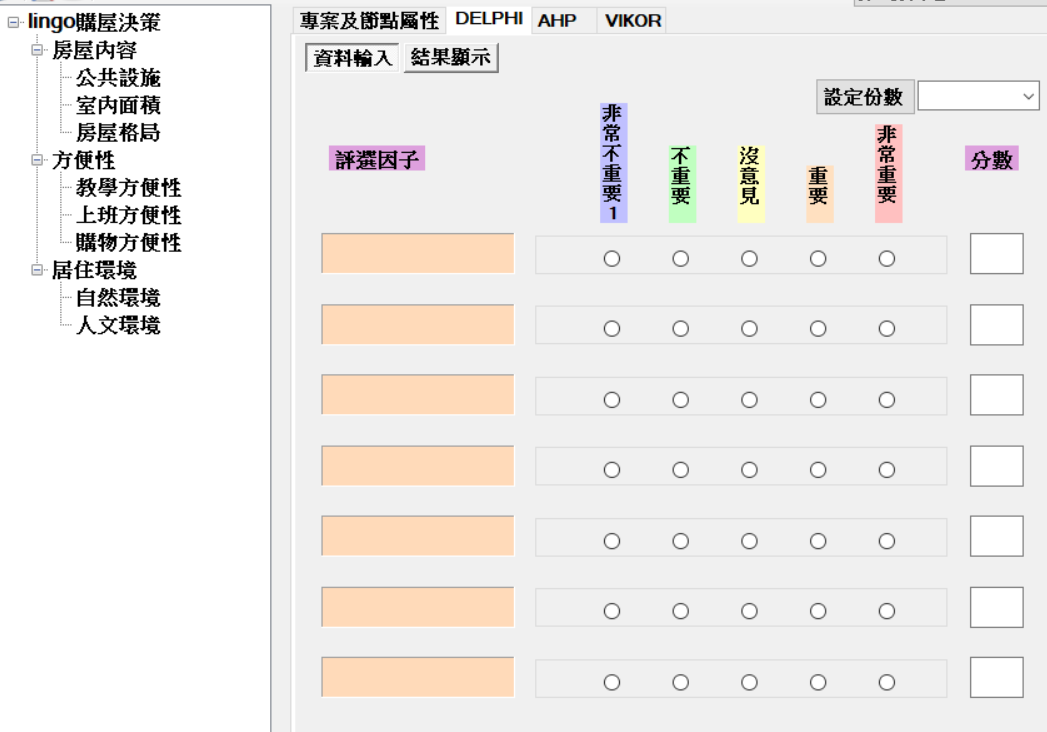 lingo購屋決策
房屋內容
公共設施
室內面積
房屋格局
方便性
教學方便性
上班方便性
購物方便性
居住環境
自然環境
人文環境
專案及節點屬性 DELPHI AHP VIKOR
資料輸入 結果顯示
設定份數
評選因子
非常不重要1
不重要
沒意見
重要
非常重要
分數